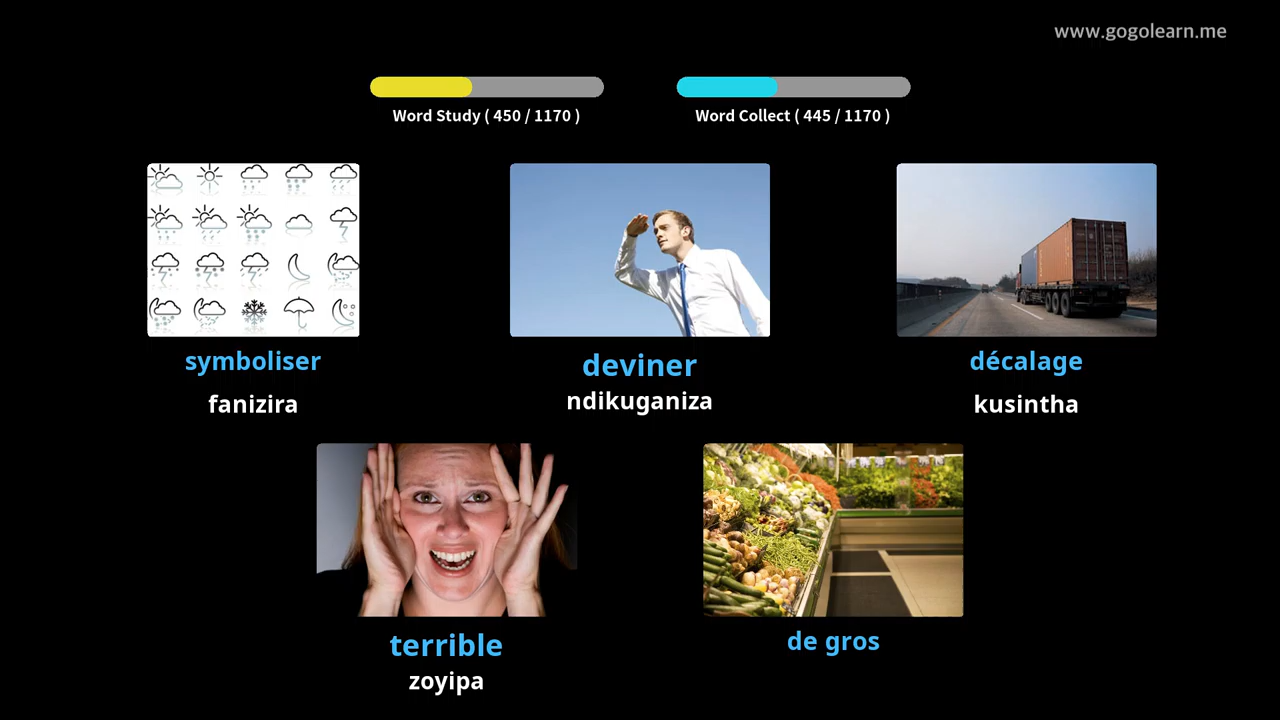 www.gogolearn.me
Word Study ( 450 / 1170 )
Word Collect ( 445 / 1170 )
symboliser
fanizira
deviner
ndikuganiza
décalage
kusintha
terrible
zoyipa
de gros